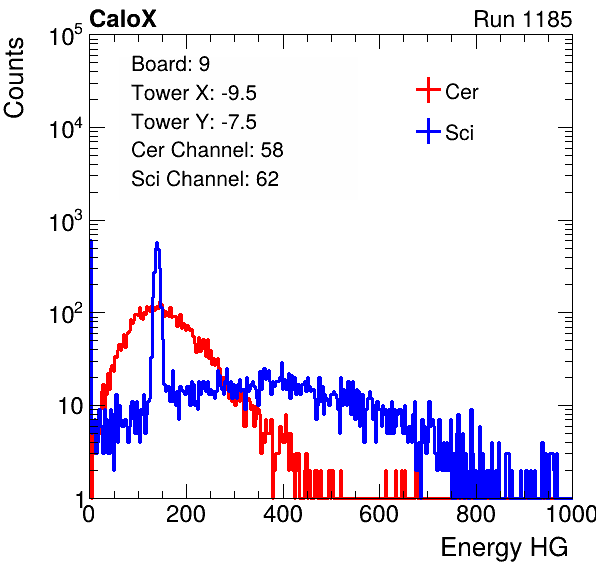 CaloX Run 1185
Counts
10^5
10^4
10^3
10^2
10
1
Board: 9
Tower X: -9.5
Tower Y: -7.5
Cer Channel: 58
Sci Channel: 62
Cer
Sci
0 200 400 600 800 1000
Energy HG